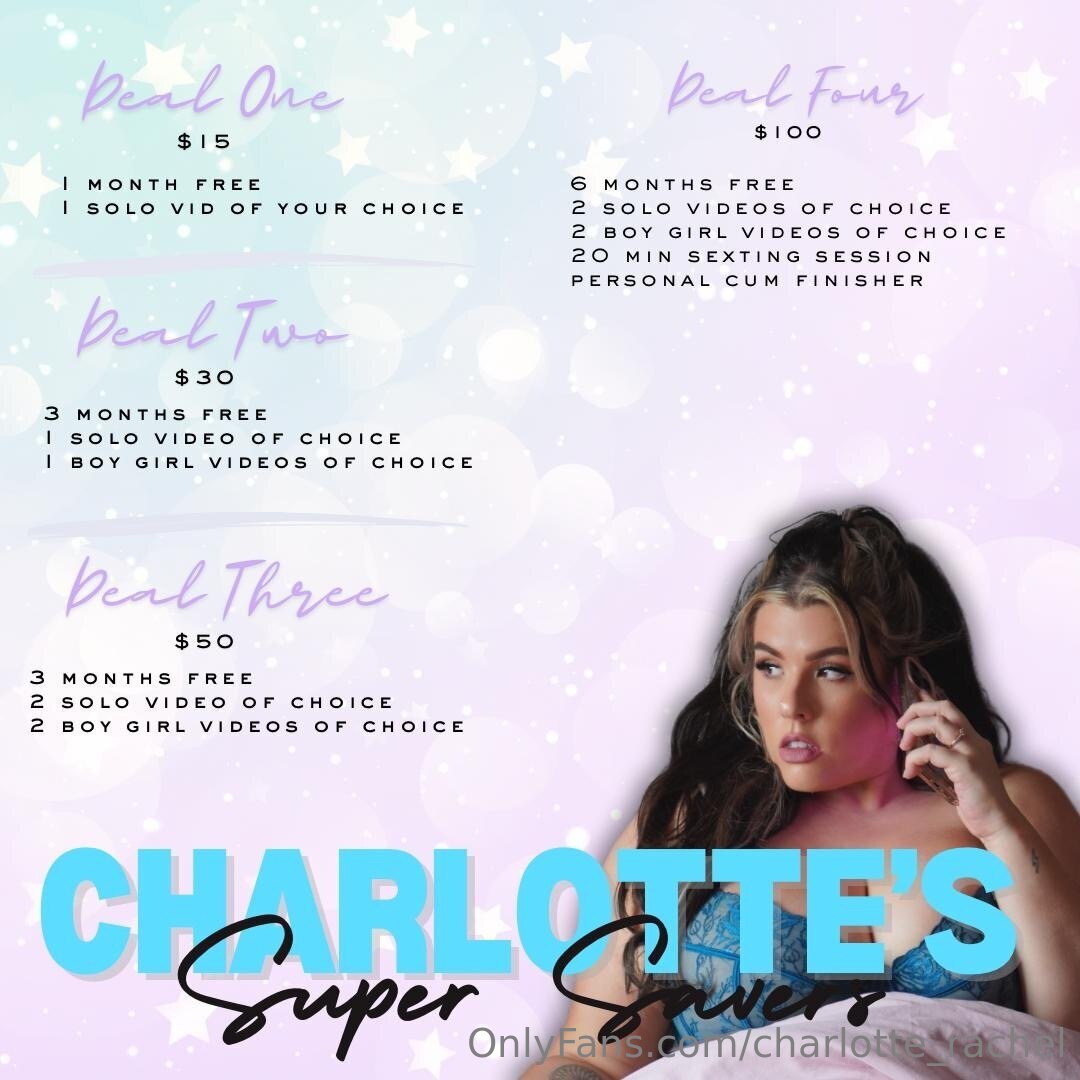 Deal One
$15
1 MONTH FREE
1 SOLO VID OF YOUR CHOICE
Deal Two
$30
3 MONTHS FREE
1 SOLO VIDEO OF CHOICE
1 BOY GIRL VIDEOS OF CHOICE
Deal Three
$50
3 MONTHS FREE
2 SOLO VIDEO OF CHOICE
2 BOY GIRL VIDEOS OF CHOICE
Deal Four
$100
6 MONTHS FREE
2 SOLO VIDEOS OF CHOICE
2 BOY GIRL VIDEOS OF CHOICE
20 MIN SEXTING SESSION
PERSONAL CUM FINISHER
CHARLOTTE'S
Super Savers
OnlyFans.com/charlotte_rachel